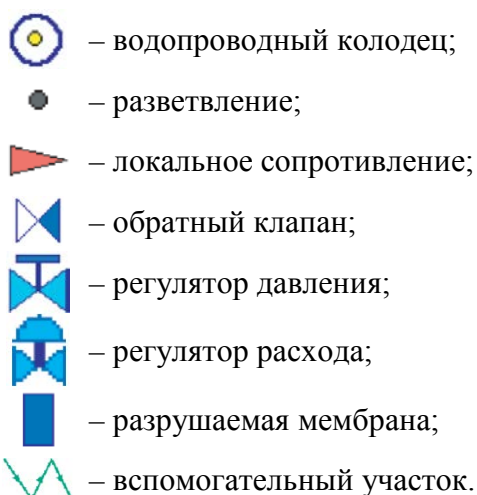 – водопроводный колодец;
– разветвление;
– локальное сопротивление;
– обратный клапан;
– регулятор давления;
– регулятор расхода;
– разрушаемая мембрана;
– вспомогательный участок.